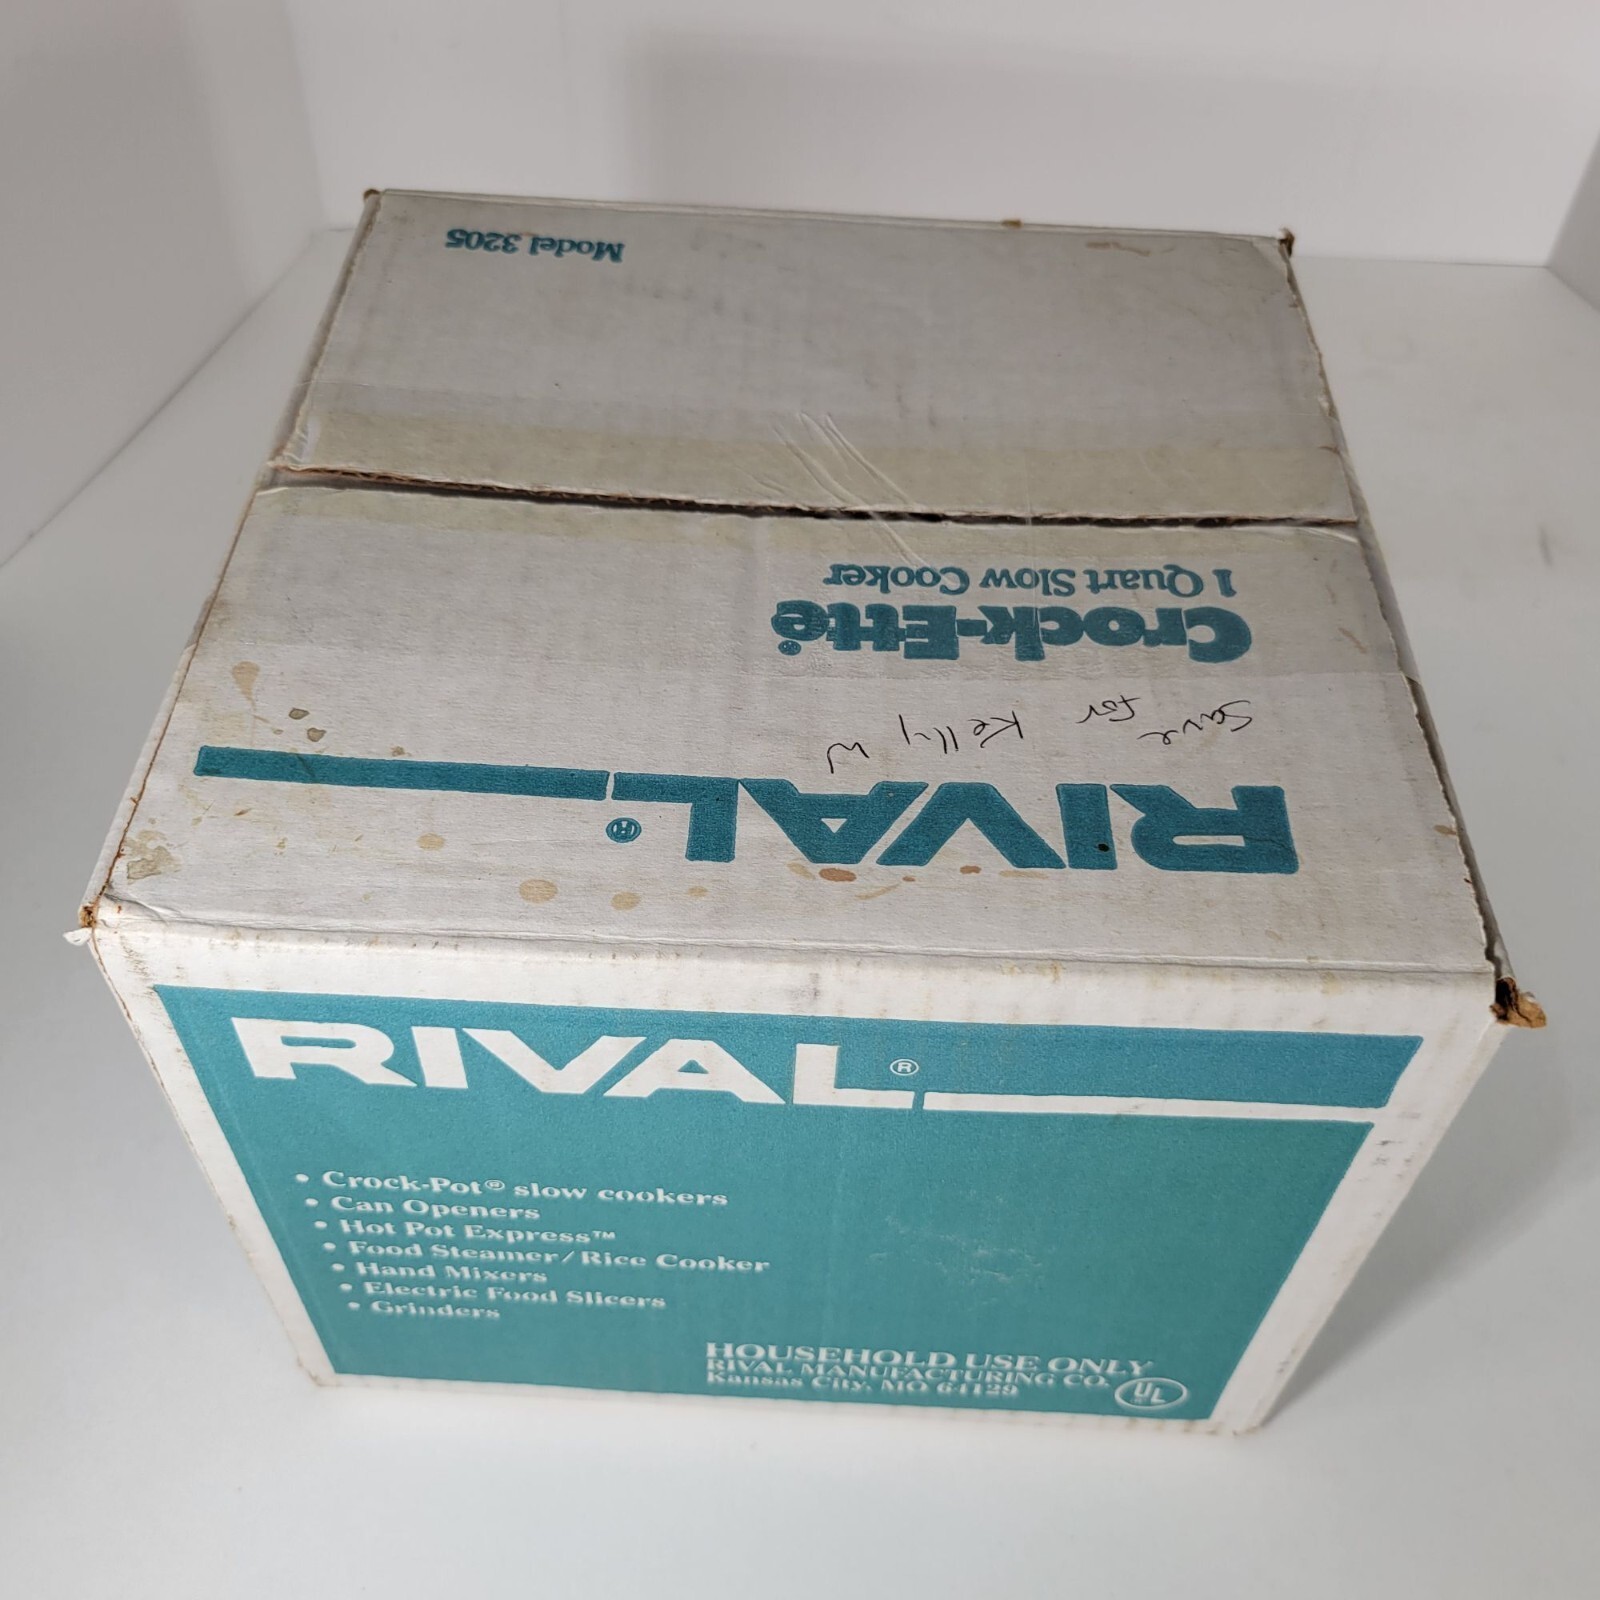 Model 3205
Crock-Ette®
1 Quart Slow Cooker
Save for Kelly W
RIVAL®
RIVAL®
• Crock-Pot® slow cookers
• Can Openers
• Hot Pot Express™
• Food Steamer/Rice Cooker
• Hand Mixers
• Electric Food Slicers
• Grinders
HOUSEHOLD USE ONLY
RIVAL MANUFACTURING CO.
Kansas City, MO 64129
UL